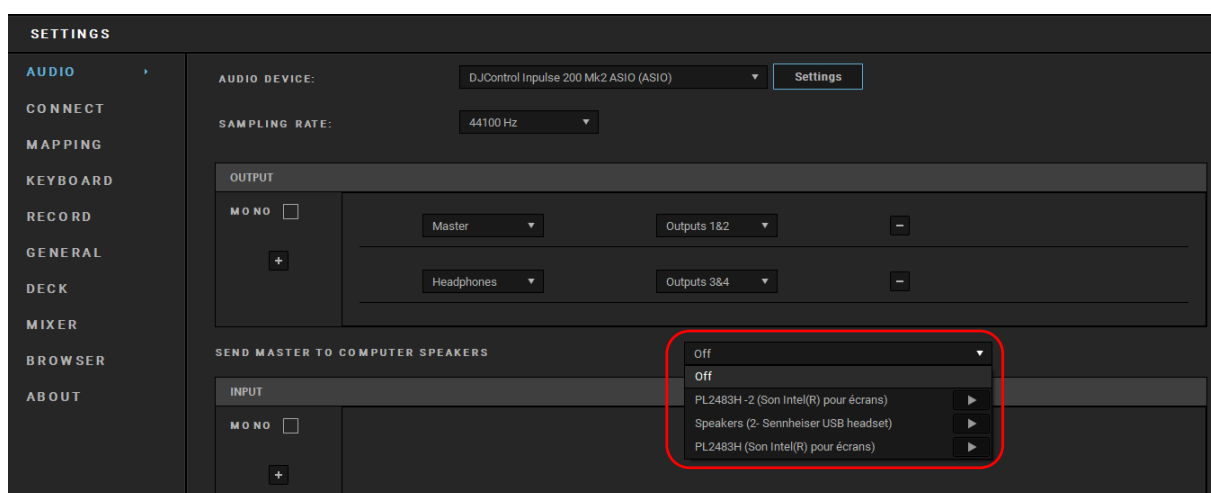 SETTINGS
AUDIO
CONNECT
MAPPING
KEYBOARD
RECORD
GENERAL
DECK
MIXER
BROWSER
ABOUT
AUDIO DEVICE: DJControl Inpulse 200 Mk2 ASIO (ASIO) Settings
SAMPLING RATE: 44100 Hz
OUTPUT
MONO
+
Master Outputs 1&2 −
Headphones Outputs 3&4 −
SEND MASTER TO COMPUTER SPEAKERS Off
Off
PL2483H -2 (Son Intel(R) pour écrans)
Speakers (2- Sennheiser USB headset)
PL2483H (Son Intel(R) pour écrans)
INPUT
MONO
+